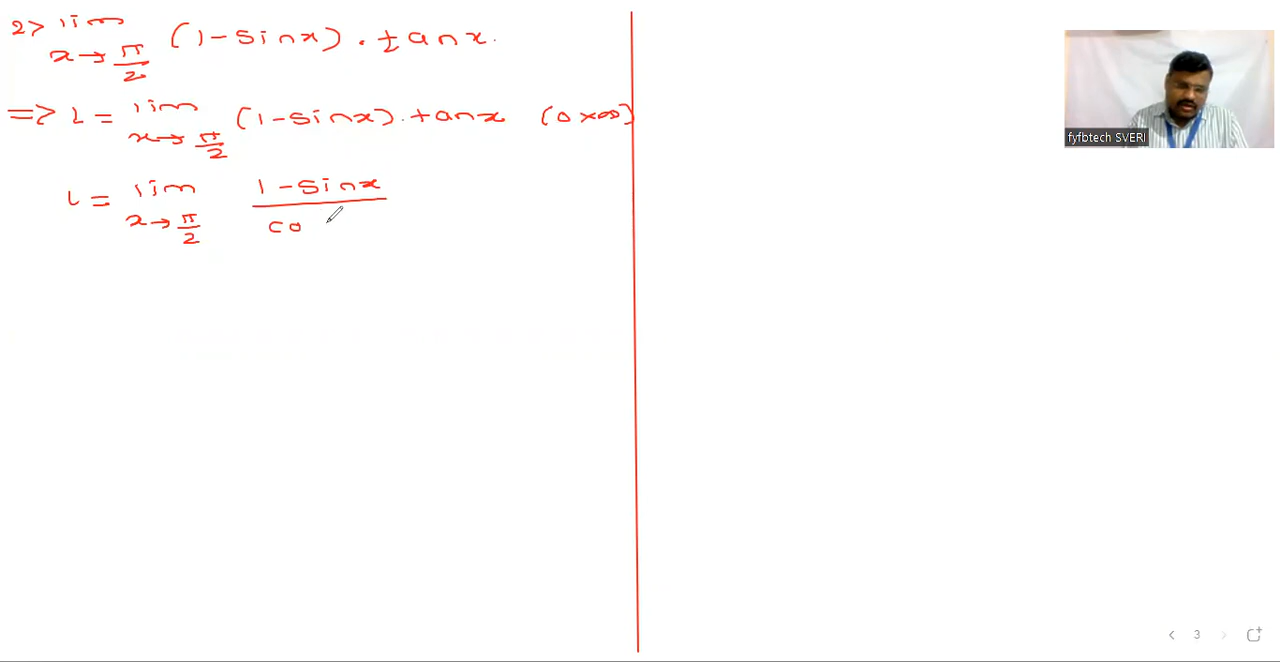 2> lim x→π/2 (1-sinx).tanx.
=> L = lim x→π/2 (1-sinx).tanx (0×∞)
L = lim x→π/2 1-sinx / co
fyfbtech SVERI
< 3 >